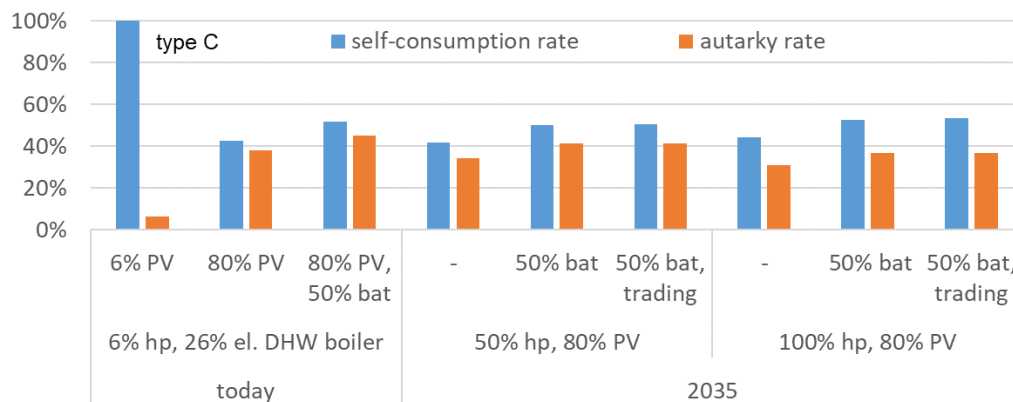 100%
type C
self-consumption rate
autarky rate
80%
60%
40%
20%
0%
6% PV
80% PV
80% PV,
50% bat
-
50% bat
50% bat,
trading
-
50% bat
50% bat,
trading
6% hp, 26% el. DHW boiler
50% hp, 80% PV
100% hp, 80% PV
today
2035